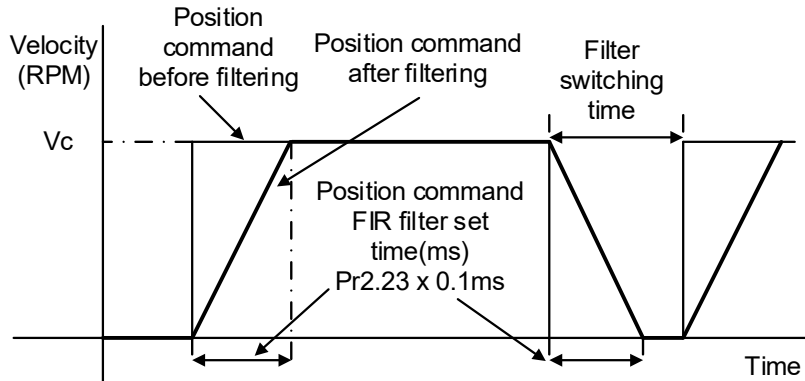 Position
command
before filtering
Velocity
(RPM)
Position command
after filtering
Filter
switching
time
Vc
Position command
FIR filter set
time(ms)
Pr2.23 x 0.1ms
Time